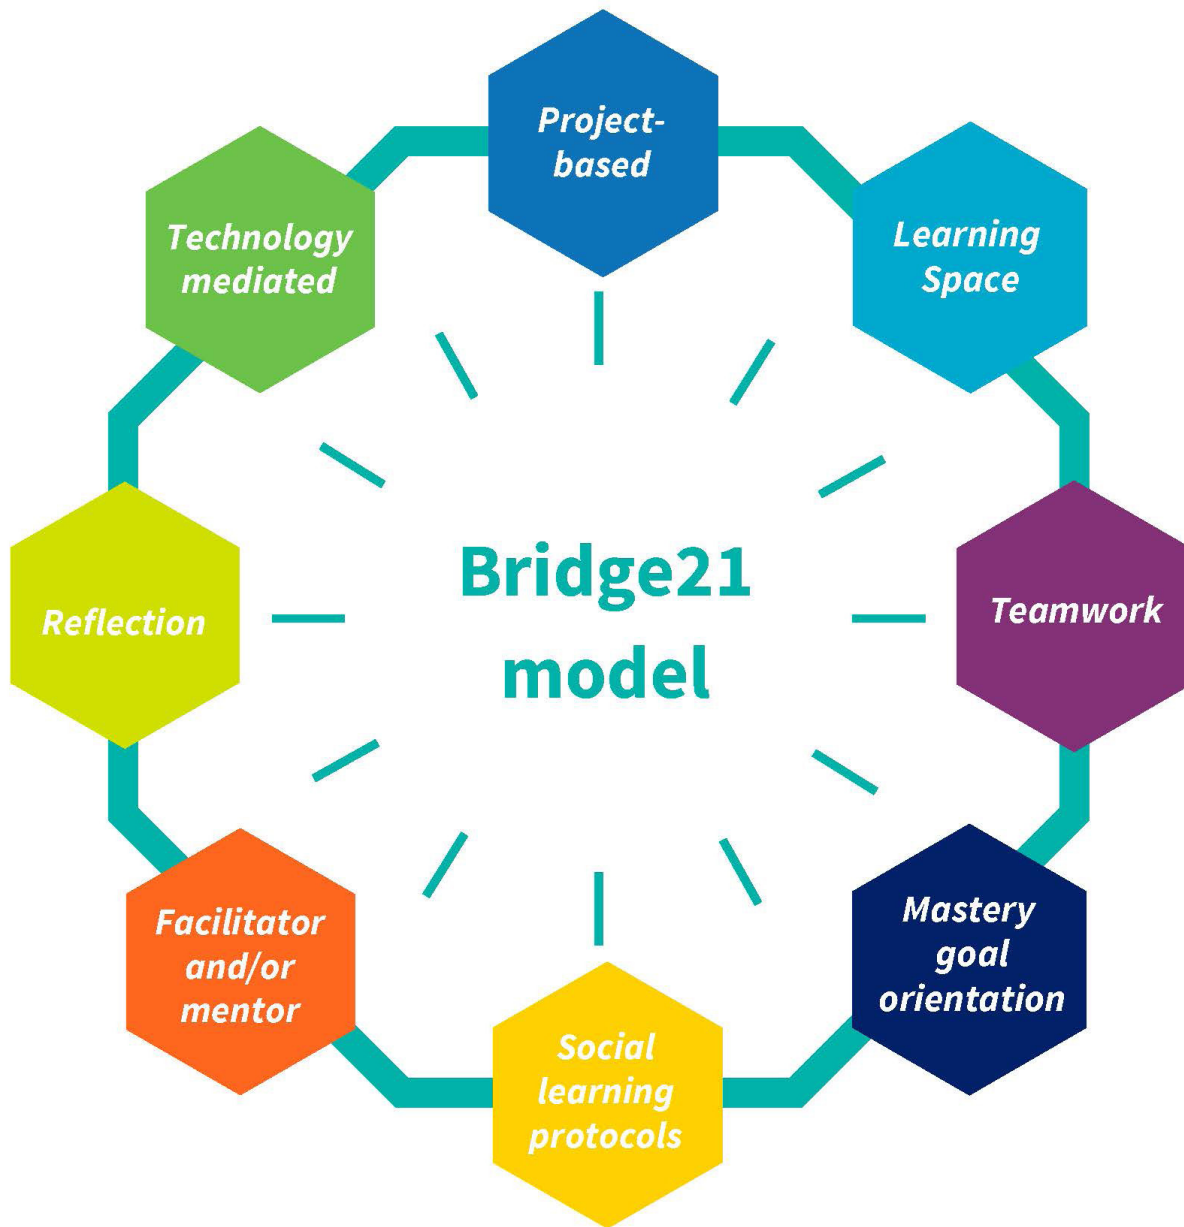 Project-
based
Learning
Space
Teamwork
Mastery
goal
orientation
Social
learning
protocols
Facilitator
and/or
mentor
Reflection
Technology
mediated
Bridge21
model